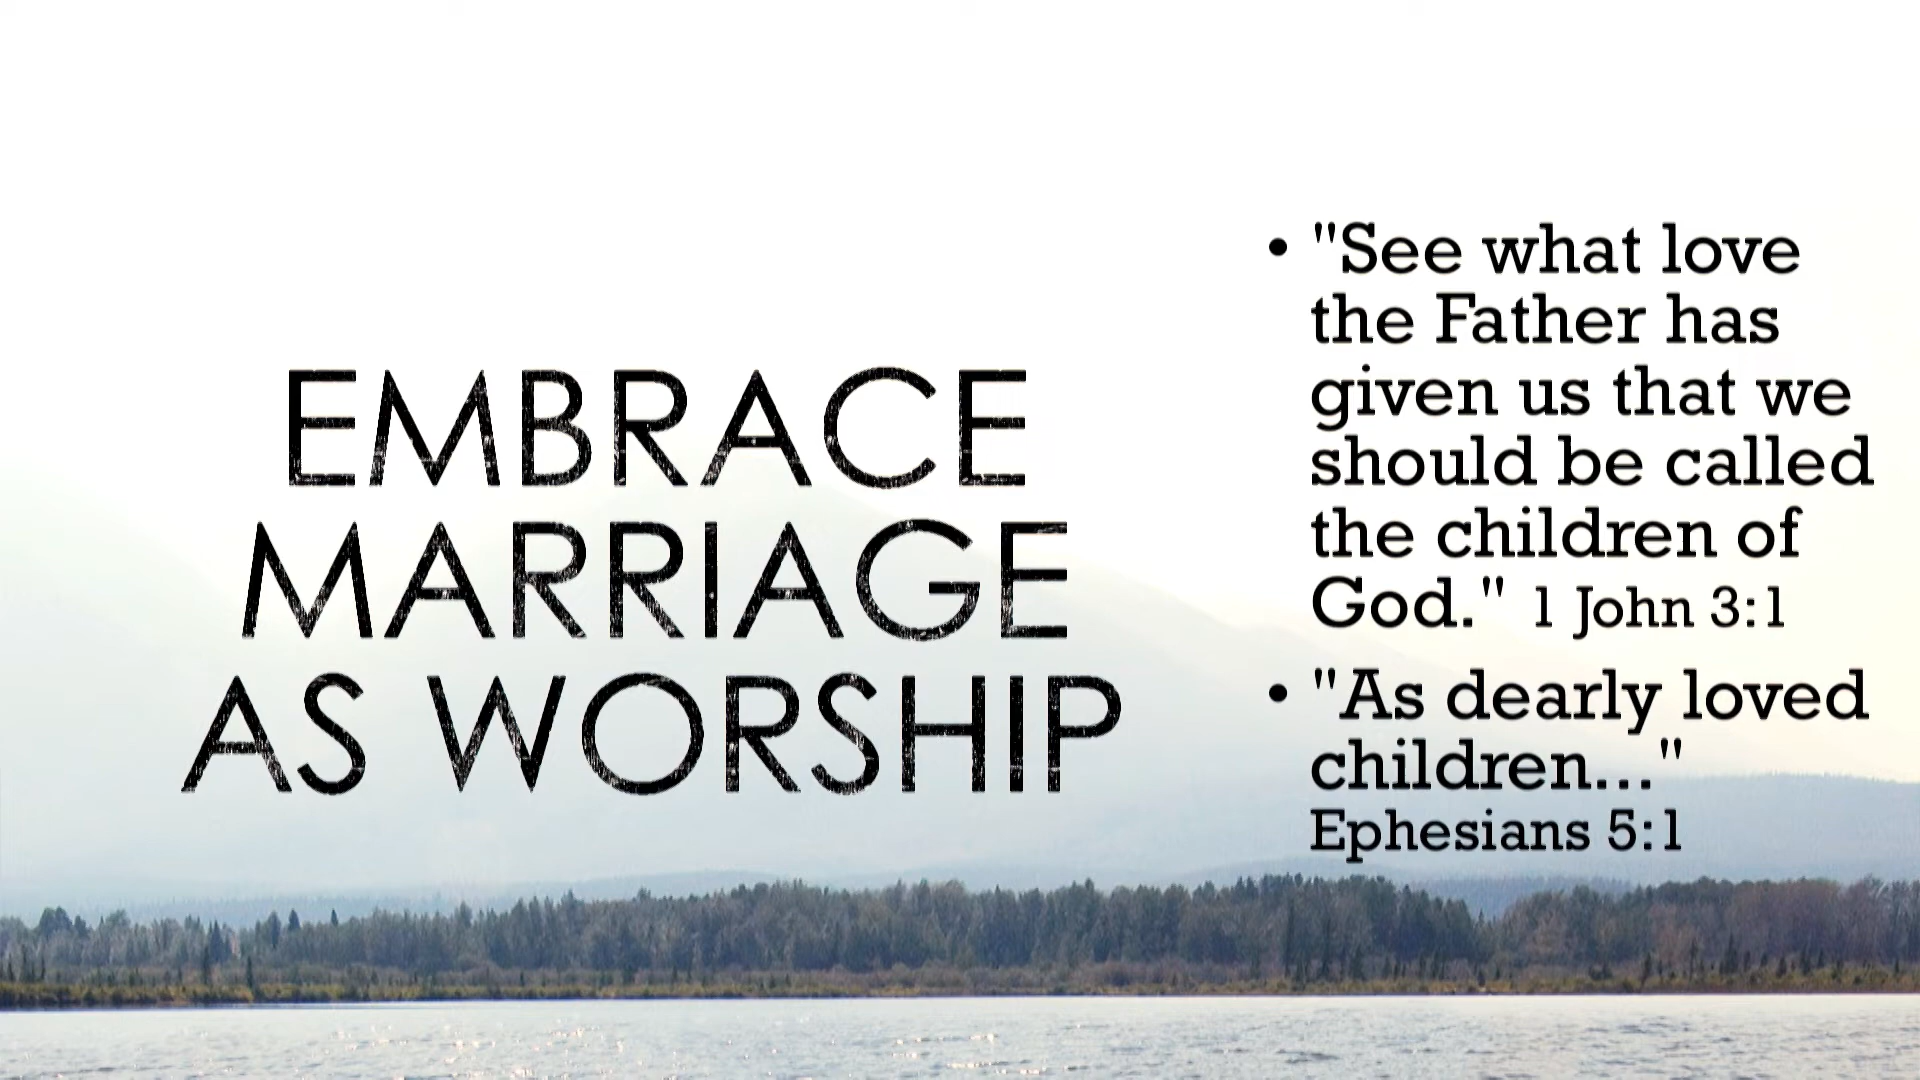 EMBRACE
MARRIAGE
AS WORSHIP
• "See what love
the Father has
given us that we
should be called
the children of
God." 1 John 3:1
• "As dearly loved
children..."
Ephesians 5:1